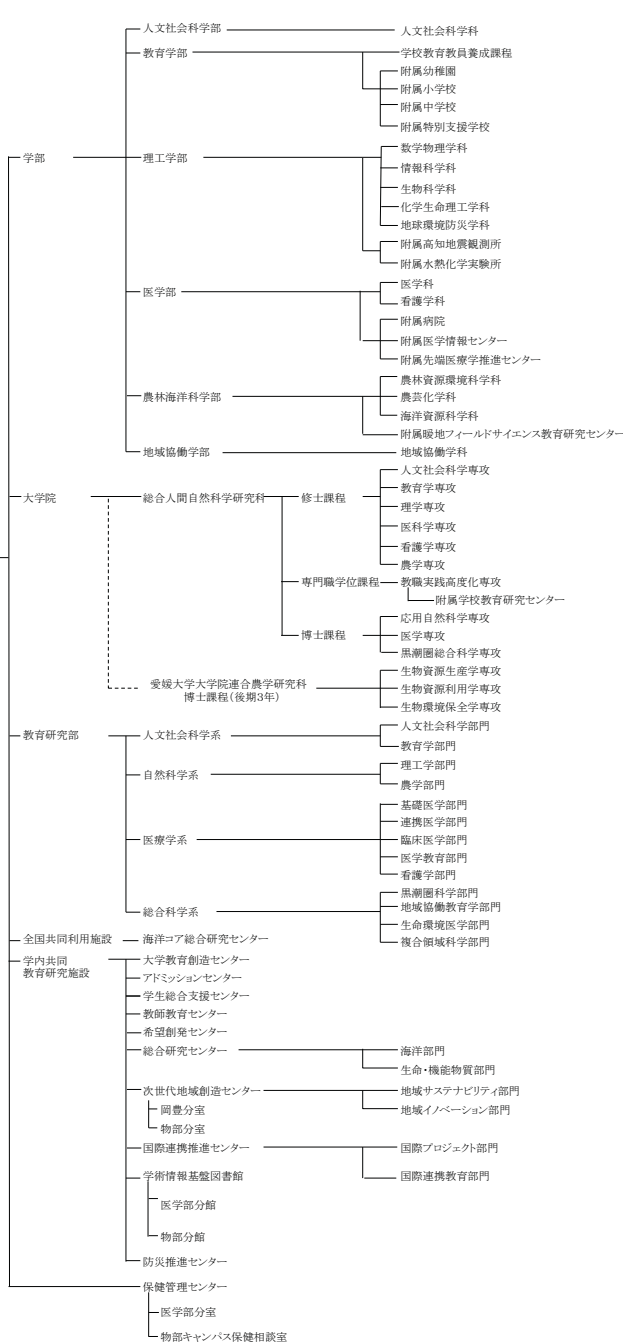 人文社会科学部
人文社会科学科
教育学部
学校教育教員養成課程
附属幼稚園
附属小学校
附属中学校
附属特別支援学校
学部
理工学部
数学物理学科
情報科学科
生物科学科
化学生命理工学科
地球環境防災学科
附属高知地震観測所
附属水熱化学実験所
医学部
医学科
看護学科
附属病院
附属医学情報センター
附属先端医療学推進センター
農林海洋科学部
農林資源環境科学科
農芸化学科
海洋資源科学科
附属暖地フィールドサイエンス教育研究センター
地域協働学部
地域協働学科
大学院
総合人間自然科学研究科
修士課程
人文社会科学専攻
教育学専攻
理学専攻
医科学専攻
看護学専攻
農学専攻
専門職学位課程
教職実践高度化専攻
附属学校教育研究センター
博士課程
応用自然科学専攻
医学専攻
黒潮圏総合科学専攻
愛媛大学大学院連合農学研究科
博士課程(後期3年)
生物資源生産学専攻
生物資源利用学専攻
生物環境保全学専攻
教育研究部
人文社会科学系
人文社会科学部門
教育学部門
自然科学系
理工学部門
農学部門
医療学系
基礎医学部門
連携医学部門
臨床医学部門
医学教育部門
看護学部門
総合科学系
黒潮圏科学部門
地域協働教育学部門
生命環境医学部門
複合領域科学部門
全国共同利用施設
海洋コア総合研究センター
学内共同
教育研究施設
大学教育創造センター
アドミッションセンター
学生総合支援センター
教師教育センター
希望創発センター
総合研究センター
海洋部門
生命・機能物質部門
次世代地域創造センター
地域サステナビリティ部門
地域イノベーション部門
岡豊分室
物部分室
国際連携推進センター
国際プロジェクト部門
国際連携教育部門
学術情報基盤図書館
医学部分館
物部分館
防災推進センター
保健管理センター
医学部分室
物部キャンパス保健相談室